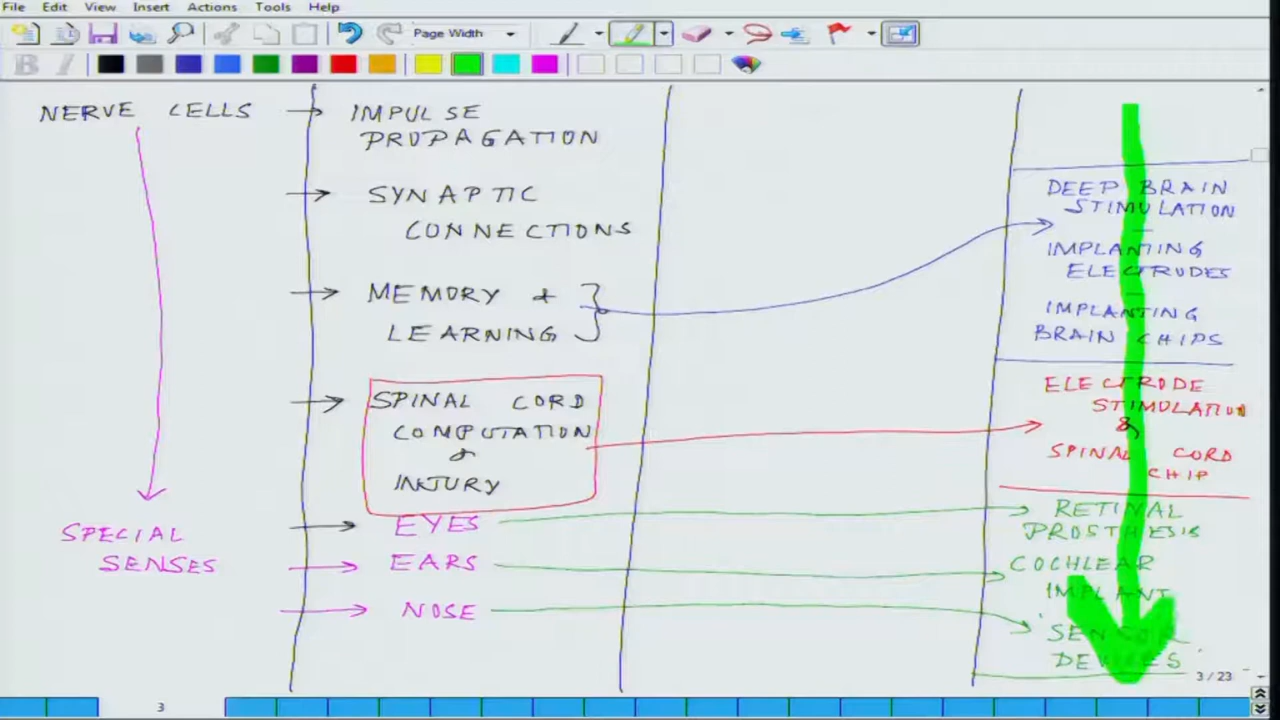 File Edit View Insert Actions Tools Help
Page Width
B I
NERVE CELLS → IMPULSE
PROPAGATION
→ SYNAPTIC
CONNECTIONS
→ MEMORY &
LEARNING
DEEP BRAIN
STIMULATION
–
IMPLANTING
ELECTRODES
–
IMPLANTING
BRAIN CHIPS
→ SPINAL CORD
COMPUTATION
&
INJURY
ELECTRODE
STIMULATION
&
SPINAL CORD
CHIP
SPECIAL
SENSES
→ EYES
RETINAL
PROSTHESIS
→ EARS
COCHLEAR
IMPLANT
→ NOSE
SENSOR
DEVICES
3 / 23
3